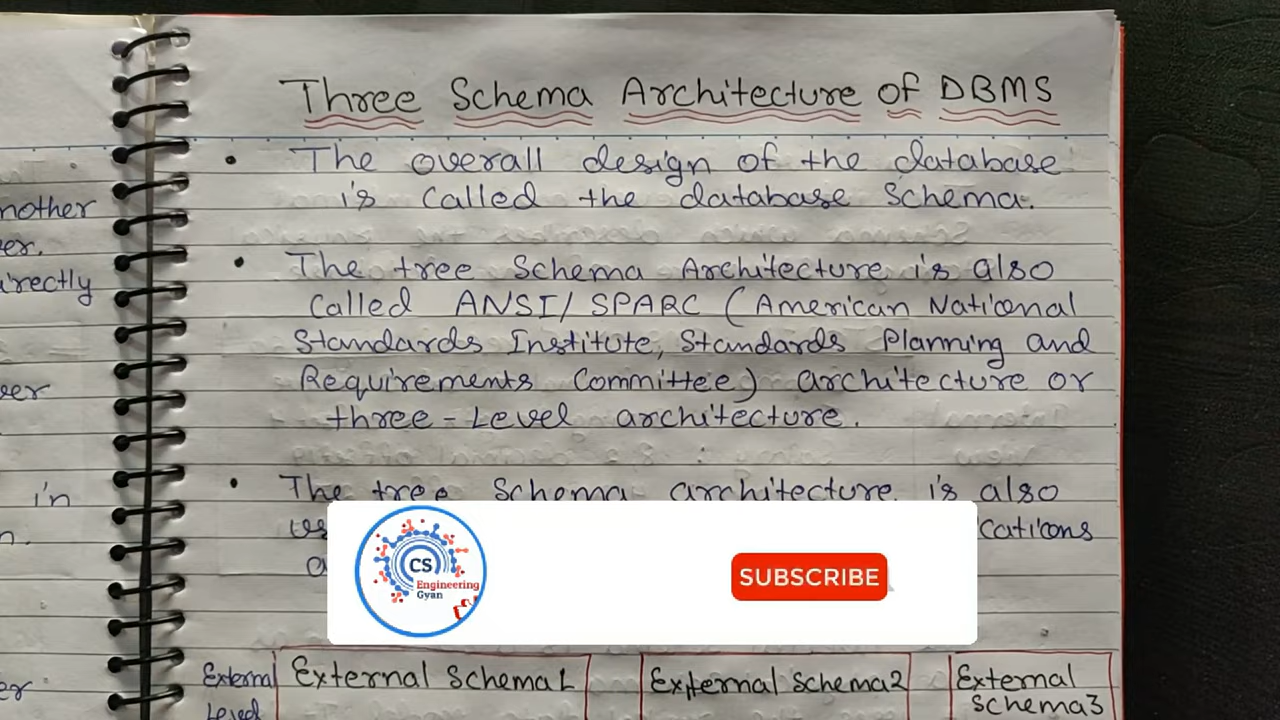 Three Schema Architecture of DBMS
• The overall design of the database
is called the database Schema.
• The tree Schema Architecture is also
Called ANSI/SPARC (American National
Standards Institute, Standards Planning and
Requirements Committee) architecture or
three-Level architecture.
• The tree Schema architecture is also
us
cations
a
nother
er.
irectly
ser
in
n.
er
CS
Engineering
Gyan
SUBSCRIBE
External
Level
External Schema1
External Schema2
External
Schema3